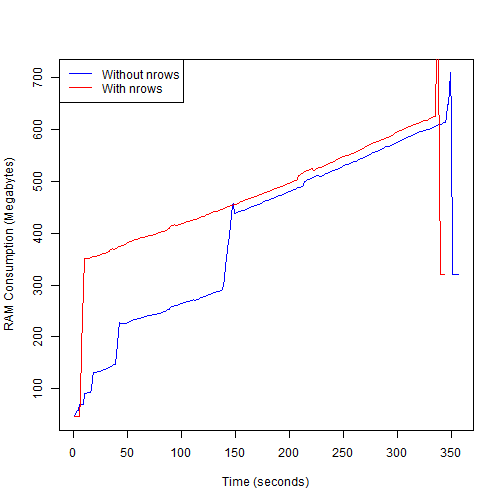 Without nrows
With nrows
RAM Consumption (Megabytes)
700
600
500
400
300
200
100
0 50 100 150 200 250 300 350
Time (seconds)